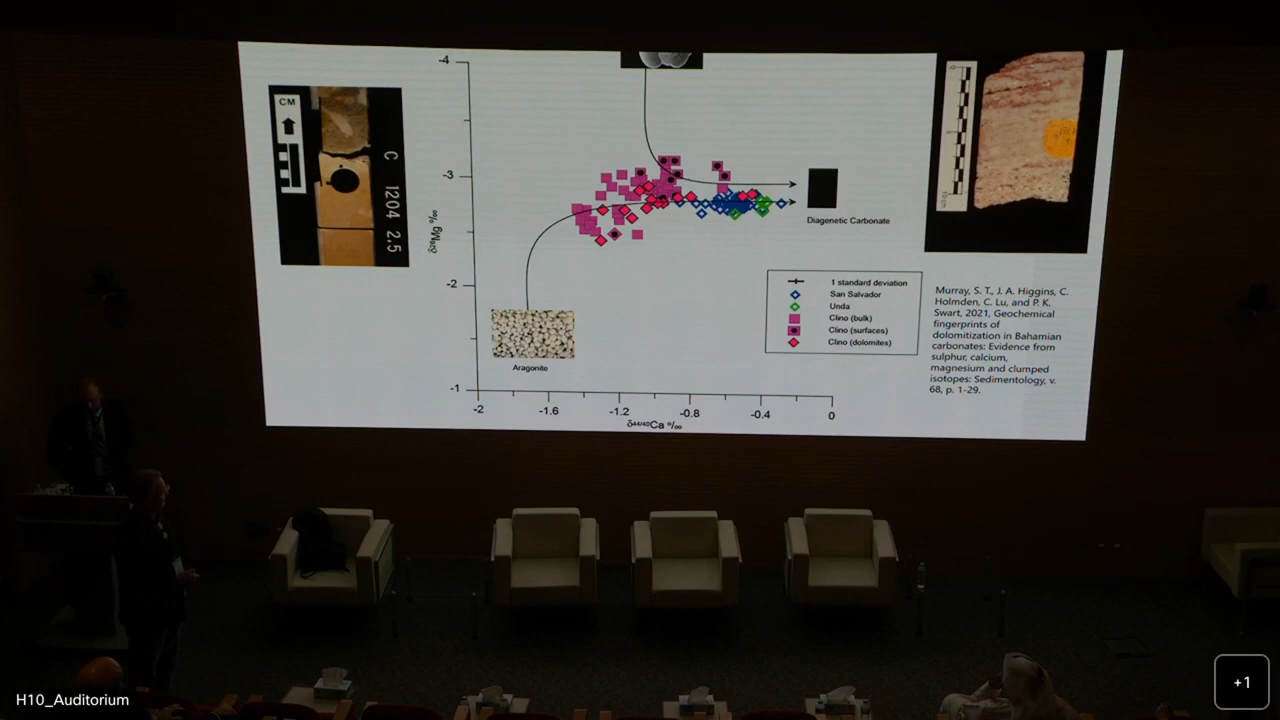 CM
C 1204 2.5
-4
-3
-2
-1
δ²⁶Mg ‰
-2
-1.6
-1.2
-0.8
-0.4
0
δ⁴⁴/⁴⁰Ca ‰
Aragonite
Diagenetic Carbonate
1 standard deviation
San Salvador
Unda
Clino (bulk)
Clino (surfaces)
Clino (dolomites)
Murray, S. T., J. A. Higgins, C.
Holmden, C. Lu, and P. K.
Swart, 2021, Geochemical
fingerprints of
dolomitization in Bahamian
carbonates: Evidence from
sulphur, calcium,
magnesium and clumped
isotopes: Sedimentology, v.
68, p. 1-29.
H10_Auditorium
+1